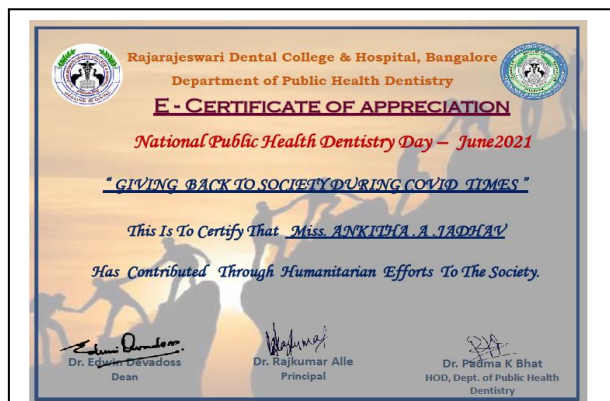 Rajarajeswari Dental College & Hospital, Bangalore
Department of Public Health Dentistry
E - CERTIFICATE OF APPRECIATION
National Public Health Dentistry Day – June2021
“ GIVING BACK TO SOCIETY DURING COVID TIMES ”
This Is To Certify That Miss. ANKITHA .A .JADHAV
Has Contributed Through Humanitarian Efforts To The Society.
Dr. Edwin Devadoss
Dean
Dr. Rajkumar Alle
Principal
Dr. Padma K Bhat
HOD, Dept. of Public Health
Dentistry